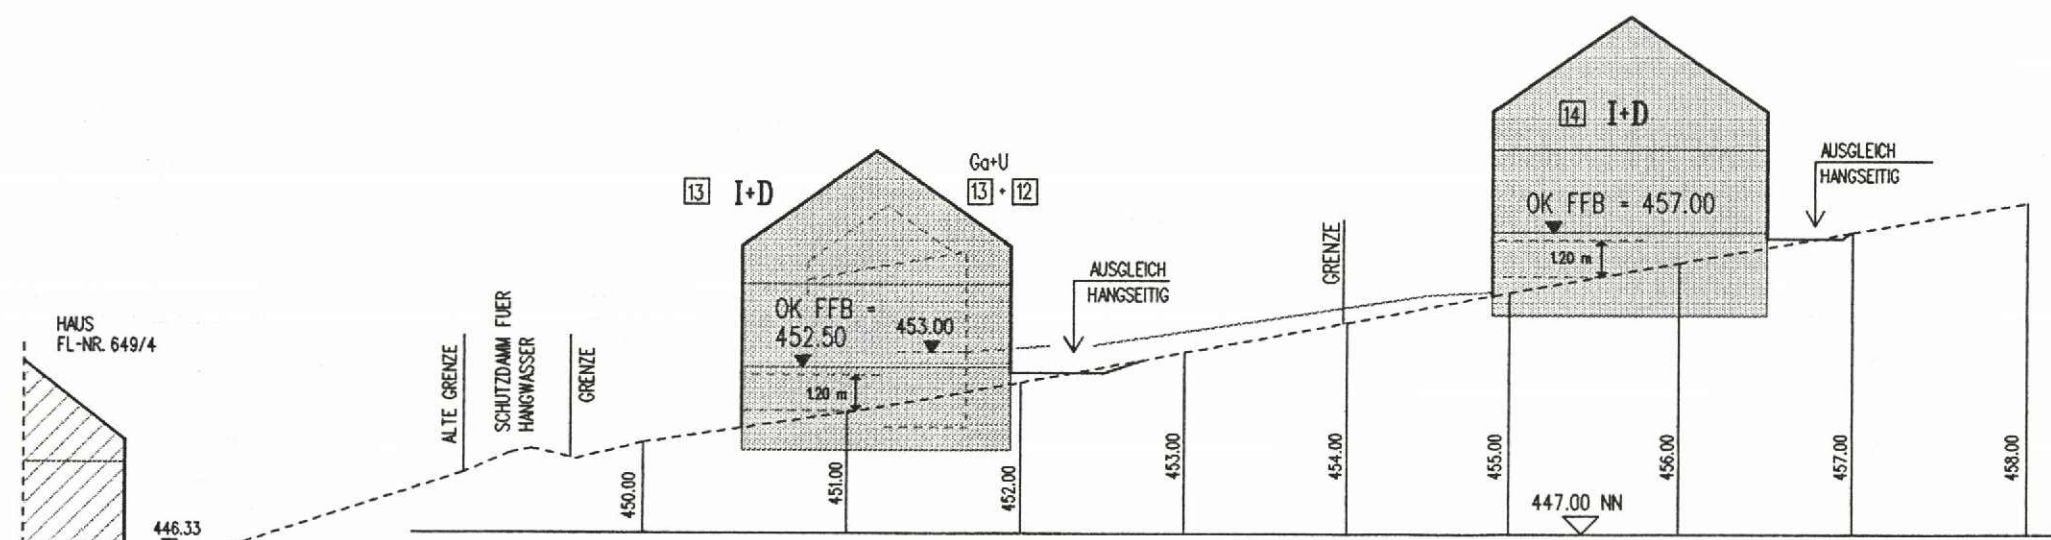 HAUS
FL-NR. 649/4
446.33
ALTE GRENZE
SCHUTZDAMM FUER
HANGWASSER
GRENZE
450.00
13 I+D
Ga+U
13 + 12
OK FFB =
452.50
453.00
1.20 m
451.00
452.00
AUSGLEICH
HANGSEITIG
453.00
GRENZE
454.00
14 I+D
OK FFB = 457.00
1.20 m
455.00
456.00
447.00 NN
AUSGLEICH
HANGSEITIG
457.00
458.00